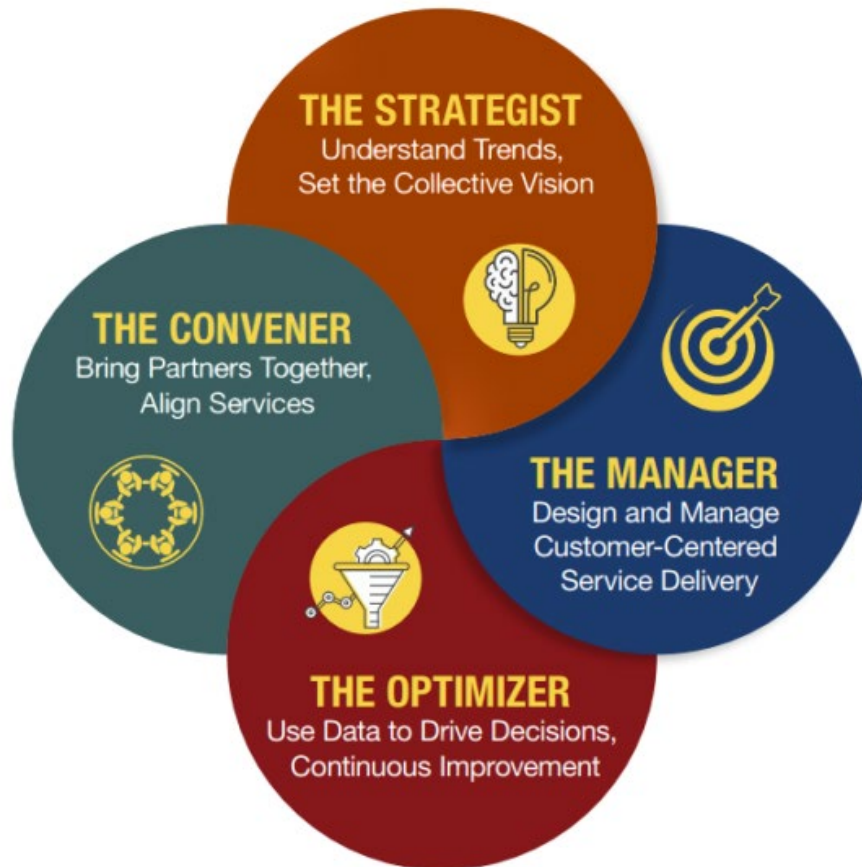 THE STRATEGIST
Understand Trends,
Set the Collective Vision
THE CONVENER
Bring Partners Together,
Align Services
THE MANAGER
Design and Manage
Customer-Centered
Service Delivery
THE OPTIMIZER
Use Data to Drive Decisions,
Continuous Improvement